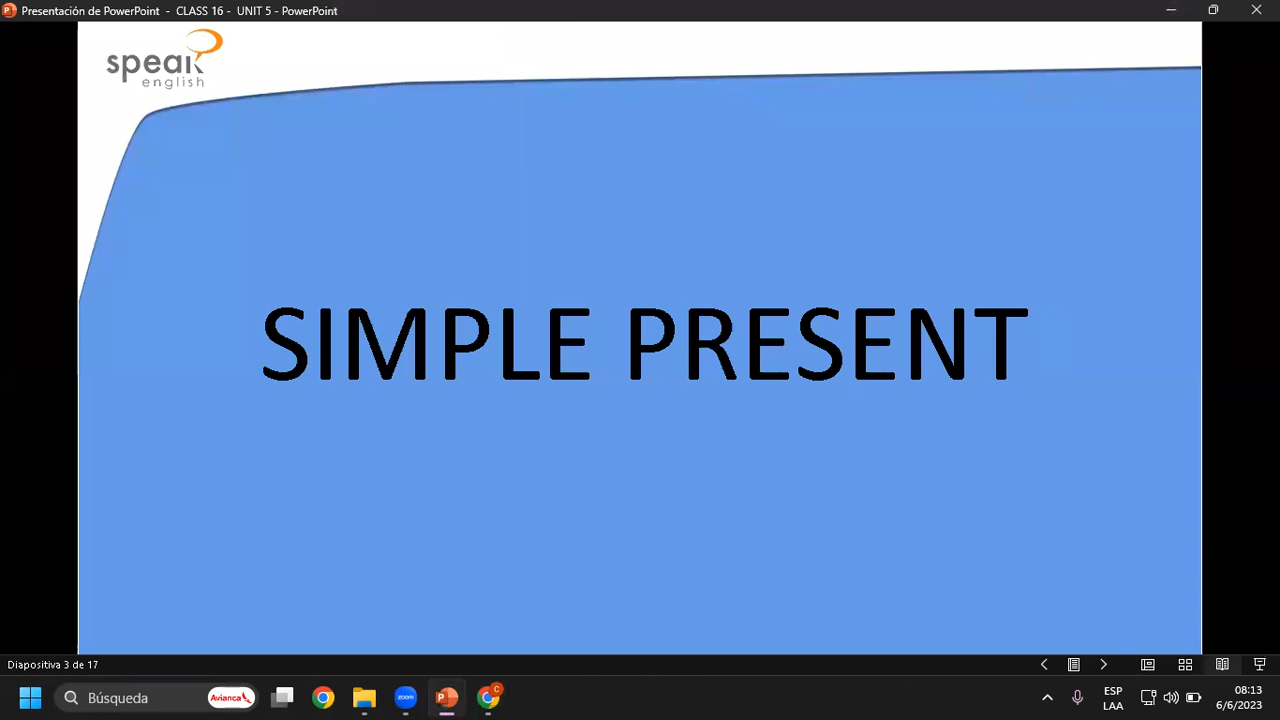 Presentación de PowerPoint - CLASS 16 - UNIT 5 - PowerPoint
speak
english
SIMPLE PRESENT
Diapositiva 3 de 17
Búsqueda
Avianca
zoom
C
ESP
LAA
08:13
6/6/2023